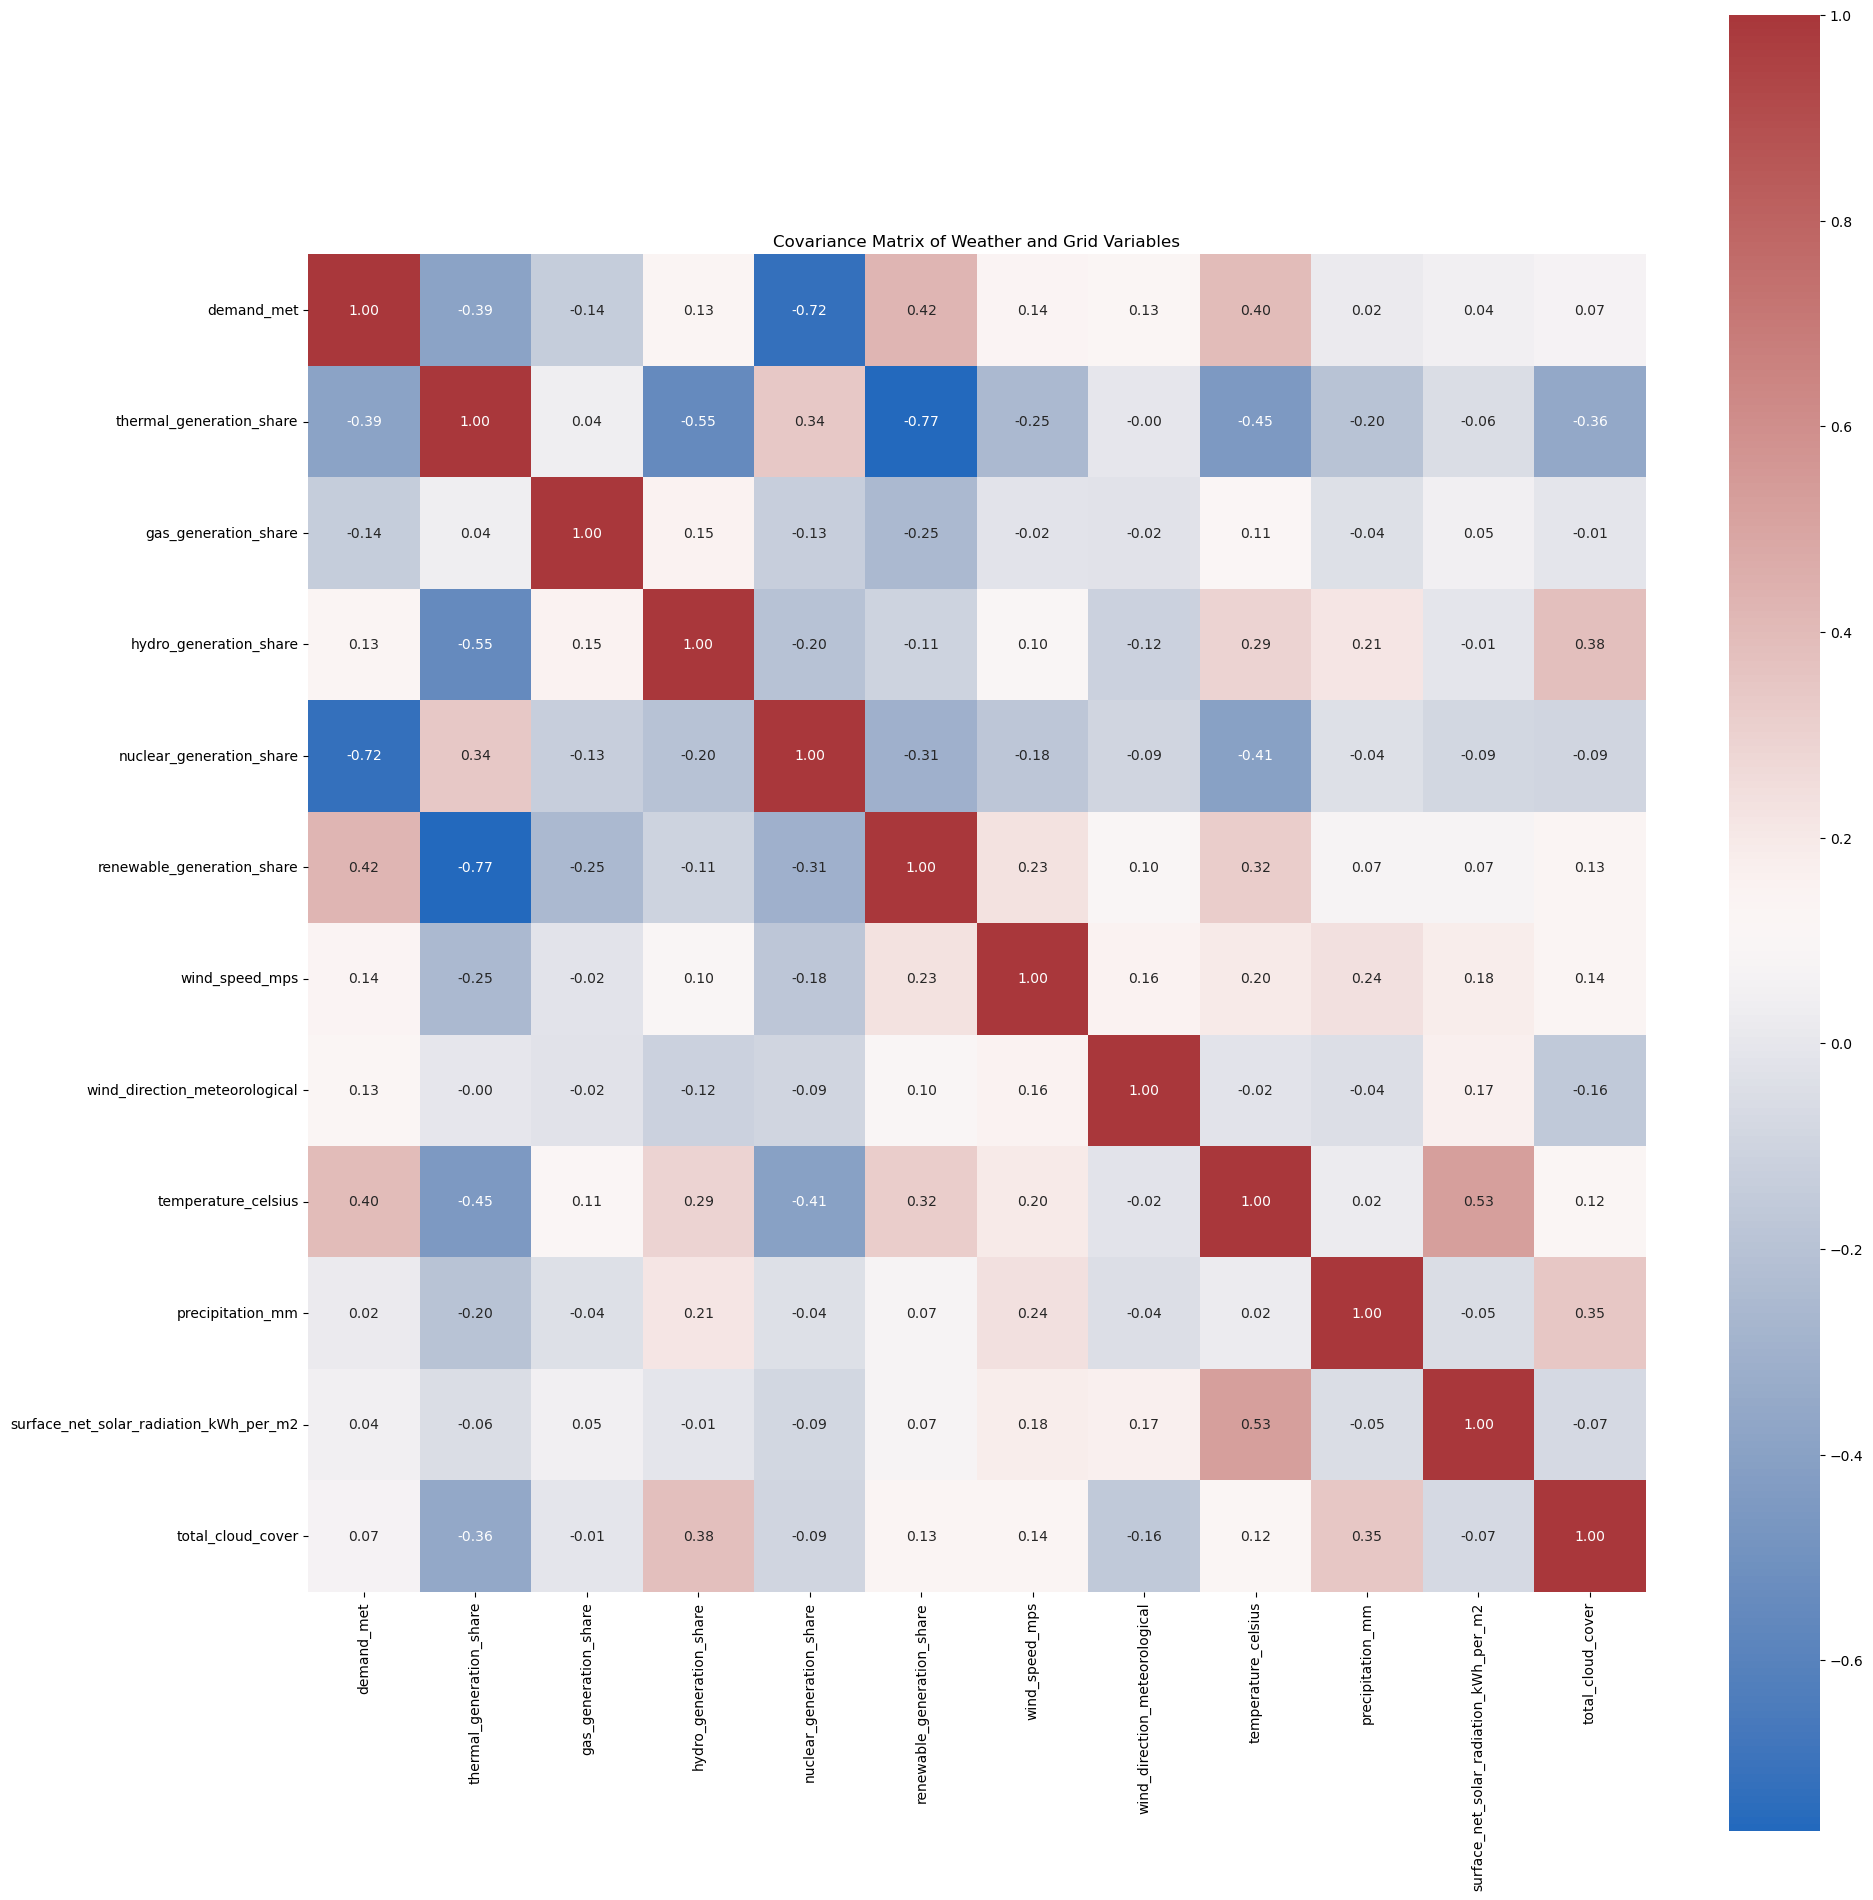 Covariance Matrix of Weather and Grid Variables
demand_met 1.00 -0.39 -0.14 0.13 -0.72 0.42 0.14 0.13 0.40 0.02 0.04 0.07
thermal_generation_share -0.39 1.00 0.04 -0.55 0.34 -0.77 -0.25 -0.00 -0.45 -0.20 -0.06 -0.36
gas_generation_share -0.14 0.04 1.00 0.15 -0.13 -0.25 -0.02 -0.02 0.11 -0.04 0.05 -0.01
hydro_generation_share 0.13 -0.55 0.15 1.00 -0.20 -0.11 0.10 -0.12 0.29 0.21 -0.01 0.38
nuclear_generation_share -0.72 0.34 -0.13 -0.20 1.00 -0.31 -0.18 -0.09 -0.41 -0.04 -0.09 -0.09
renewable_generation_share 0.42 -0.77 -0.25 -0.11 -0.31 1.00 0.23 0.10 0.32 0.07 0.07 0.13
wind_speed_mps 0.14 -0.25 -0.02 0.10 -0.18 0.23 1.00 0.16 0.20 0.24 0.18 0.14
wind_direction_meteorological 0.13 -0.00 -0.02 -0.12 -0.09 0.10 0.16 1.00 -0.02 -0.04 0.17 -0.16
temperature_celsius 0.40 -0.45 0.11 0.29 -0.41 0.32 0.20 -0.02 1.00 0.02 0.53 0.12
precipitation_mm 0.02 -0.20 -0.04 0.21 -0.04 0.07 0.24 -0.04 0.02 1.00 -0.05 0.35
surface_net_solar_radiation_kWh_per_m2 0.04 -0.06 0.05 -0.01 -0.09 0.07 0.18 0.17 0.53 -0.05 1.00 -0.07
total_cloud_cover 0.07 -0.36 -0.01 0.38 -0.09 0.13 0.14 -0.16 0.12 0.35 -0.07 1.00
demand_met
thermal_generation_share
gas_generation_share
hydro_generation_share
nuclear_generation_share
renewable_generation_share
wind_speed_mps
wind_direction_meteorological
temperature_celsius
precipitation_mm
surface_net_solar_radiation_kWh_per_m2
total_cloud_cover
1.0
0.8
0.6
0.4
0.2
0.0
−0.2
−0.4
−0.6